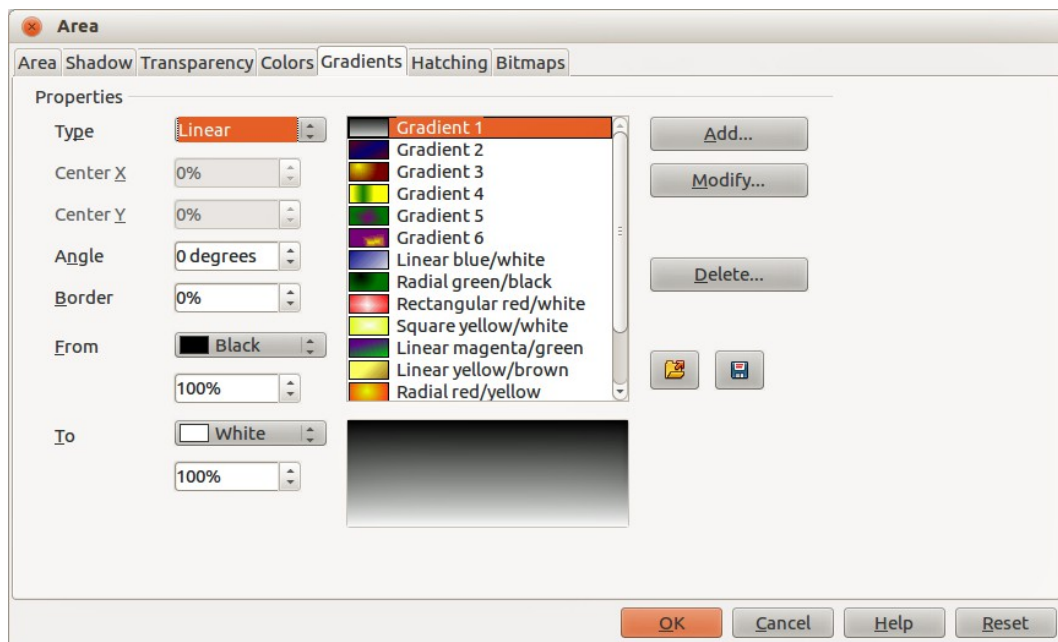 Area
Area Shadow Transparency Colors Gradients Hatching Bitmaps
Properties
Type
Linear
Center X
0%
Center Y
0%
Angle
0 degrees
Border
0%
From
Black
100%
To
White
100%
Gradient 1
Gradient 2
Gradient 3
Gradient 4
Gradient 5
Gradient 6
Linear blue/white
Radial green/black
Rectangular red/white
Square yellow/white
Linear magenta/green
Linear yellow/brown
Radial red/yellow
Add...
Modify...
Delete...
OK
Cancel
Help
Reset